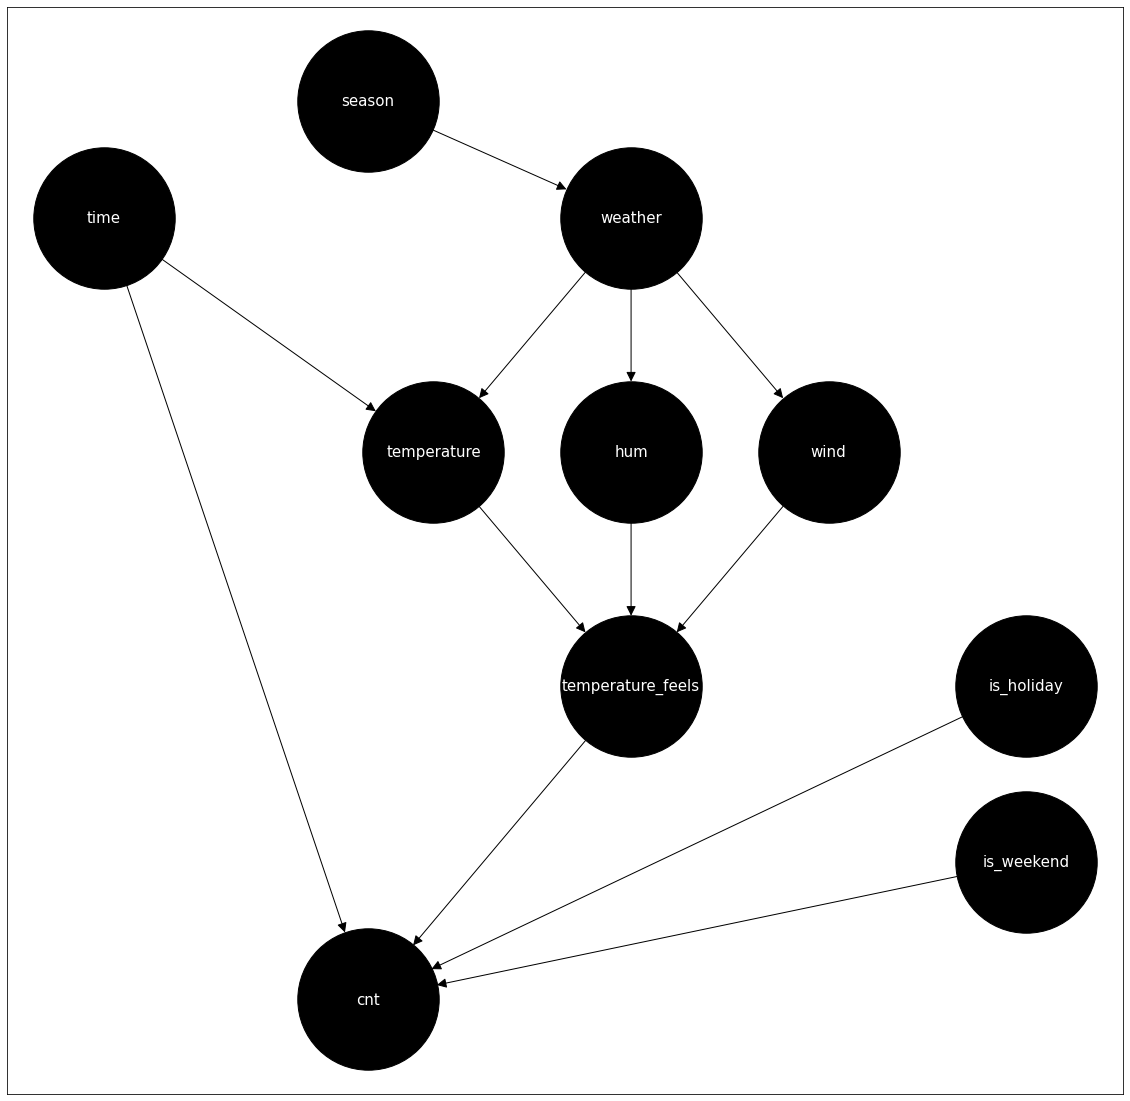 season
time
weather
temperature
hum
wind
temperature_feels
is_holiday
is_weekend
cnt